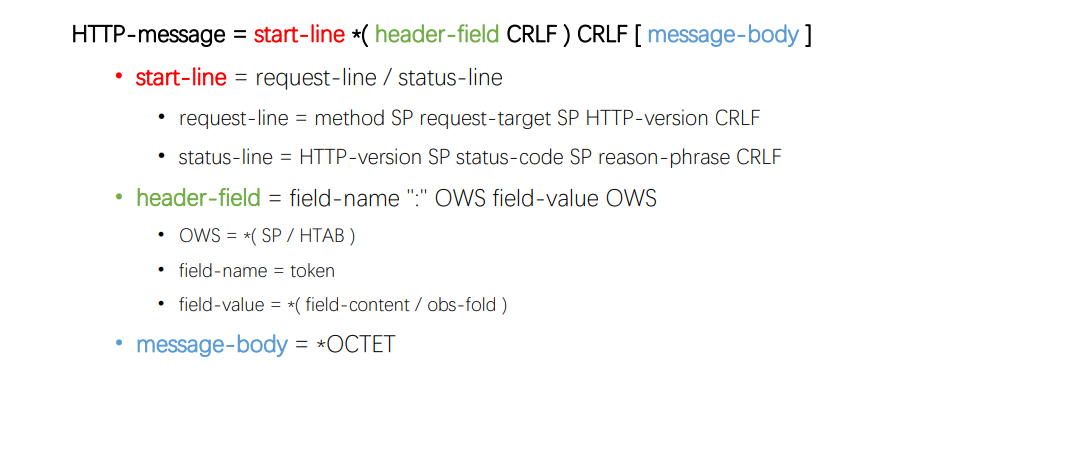 HTTP-message = start-line *( header-field CRLF ) CRLF [ message-body ]
• start-line = request-line / status-line
• request-line = method SP request-target SP HTTP-version CRLF
• status-line = HTTP-version SP status-code SP reason-phrase CRLF
• header-field = field-name ":" OWS field-value OWS
• OWS = *( SP / HTAB )
• field-name = token
• field-value = *( field-content / obs-fold )
• message-body = *OCTET